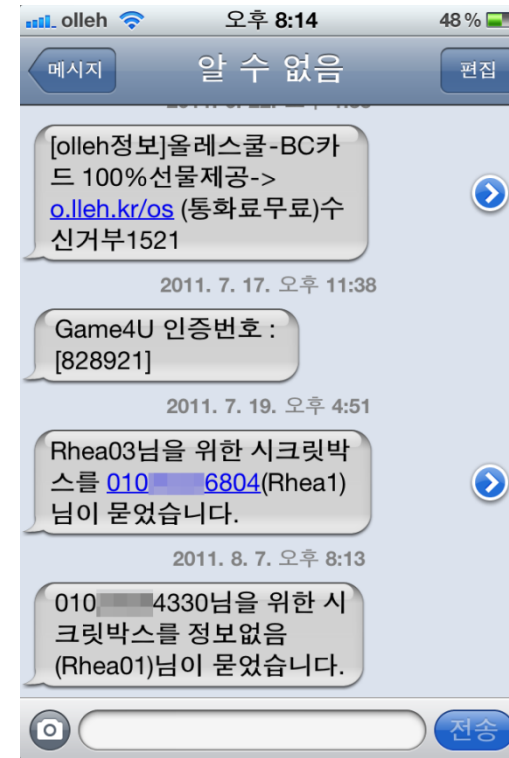 olleh 오후 8:14 48 %
메시지 알 수 없음 편집
[olleh정보]올레스쿨-BC카
드 100%선물제공->
o.lleh.kr/os (통화료무료)수
신거부1521
2011. 7. 17. 오후 11:38
Game4U 인증번호 :
[828921]
2011. 7. 19. 오후 4:51
Rhea03님을 위한 시크릿박
스를 010 6804(Rhea1)
님이 묻었습니다.
2011. 8. 7. 오후 8:13
010 4330님을 위한 시
크릿박스를 정보없음
(Rhea01)님이 묻었습니다.
전송